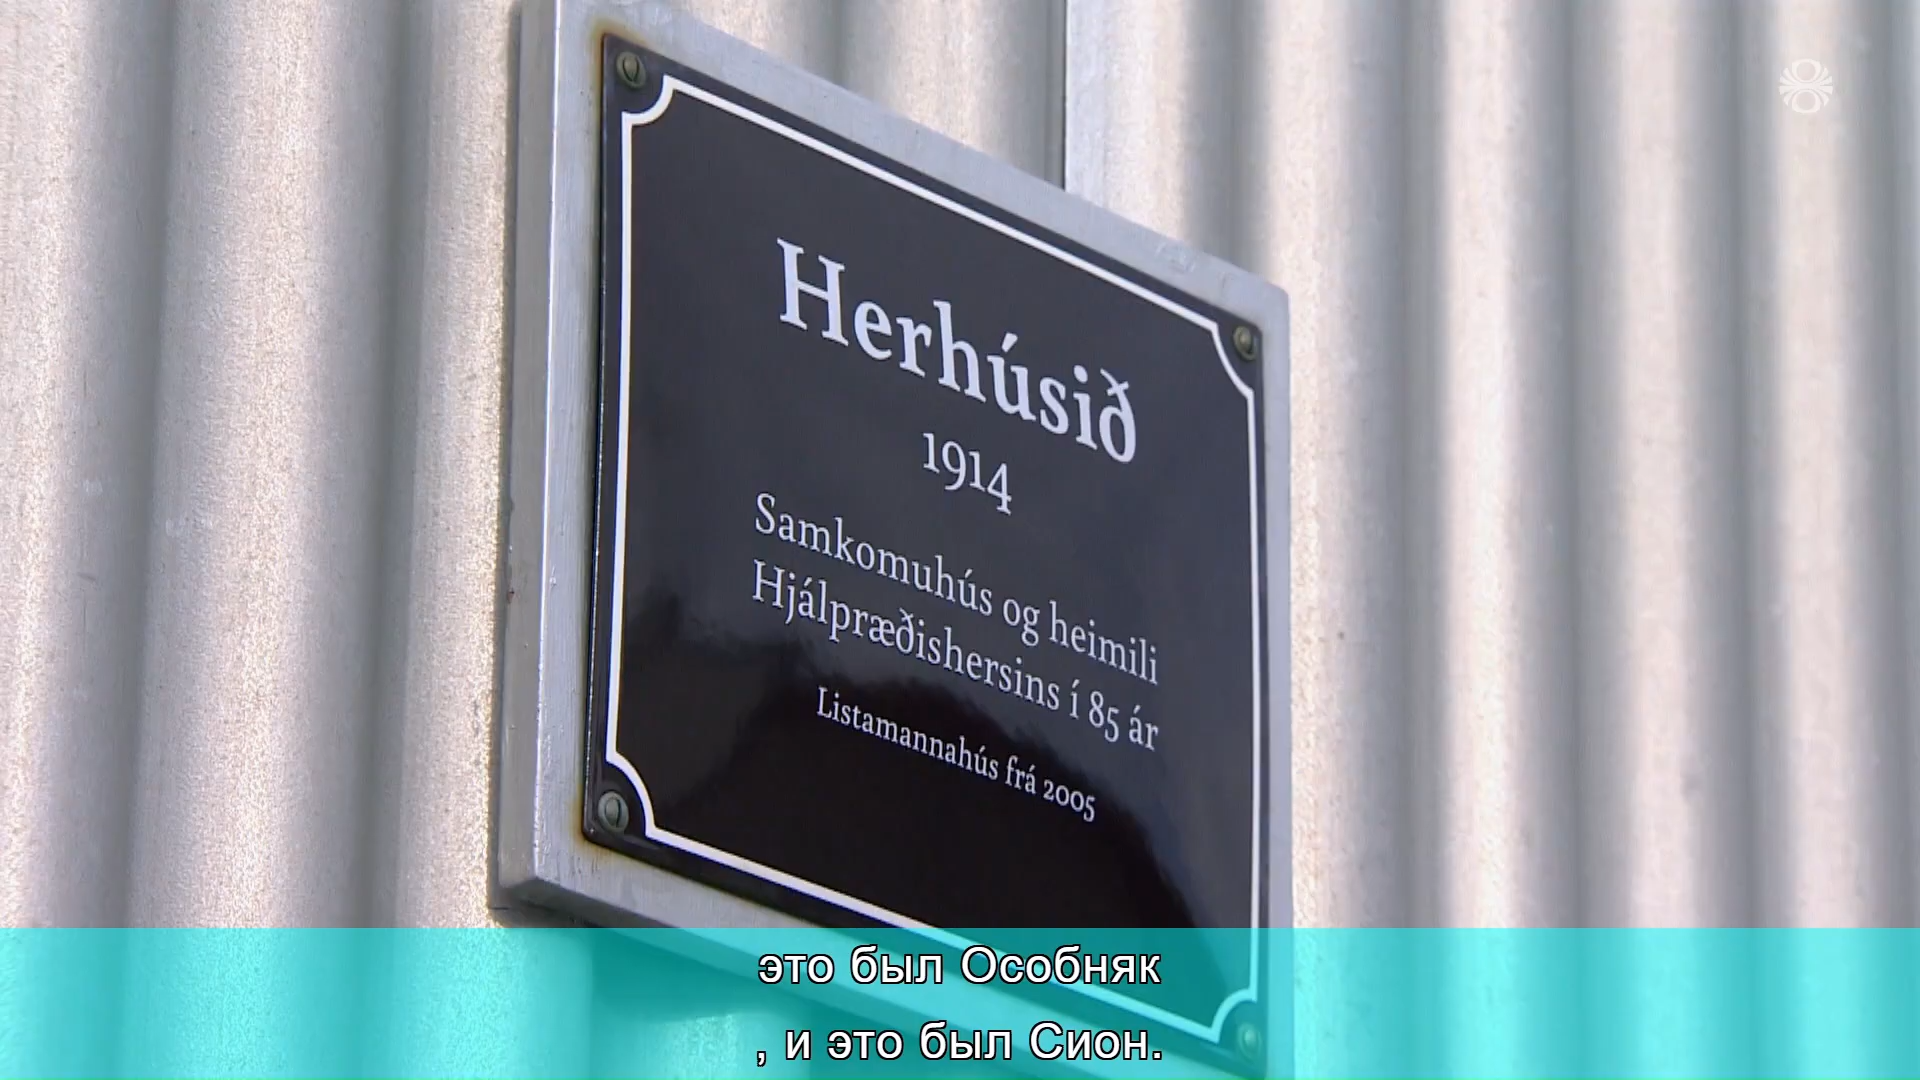 Herhúsið
1914
Samkomuhús og heimili
Hjálpræðishersins í 85 ár
Listamannahús frá 2005
это был Особняк
, и это был Сион.